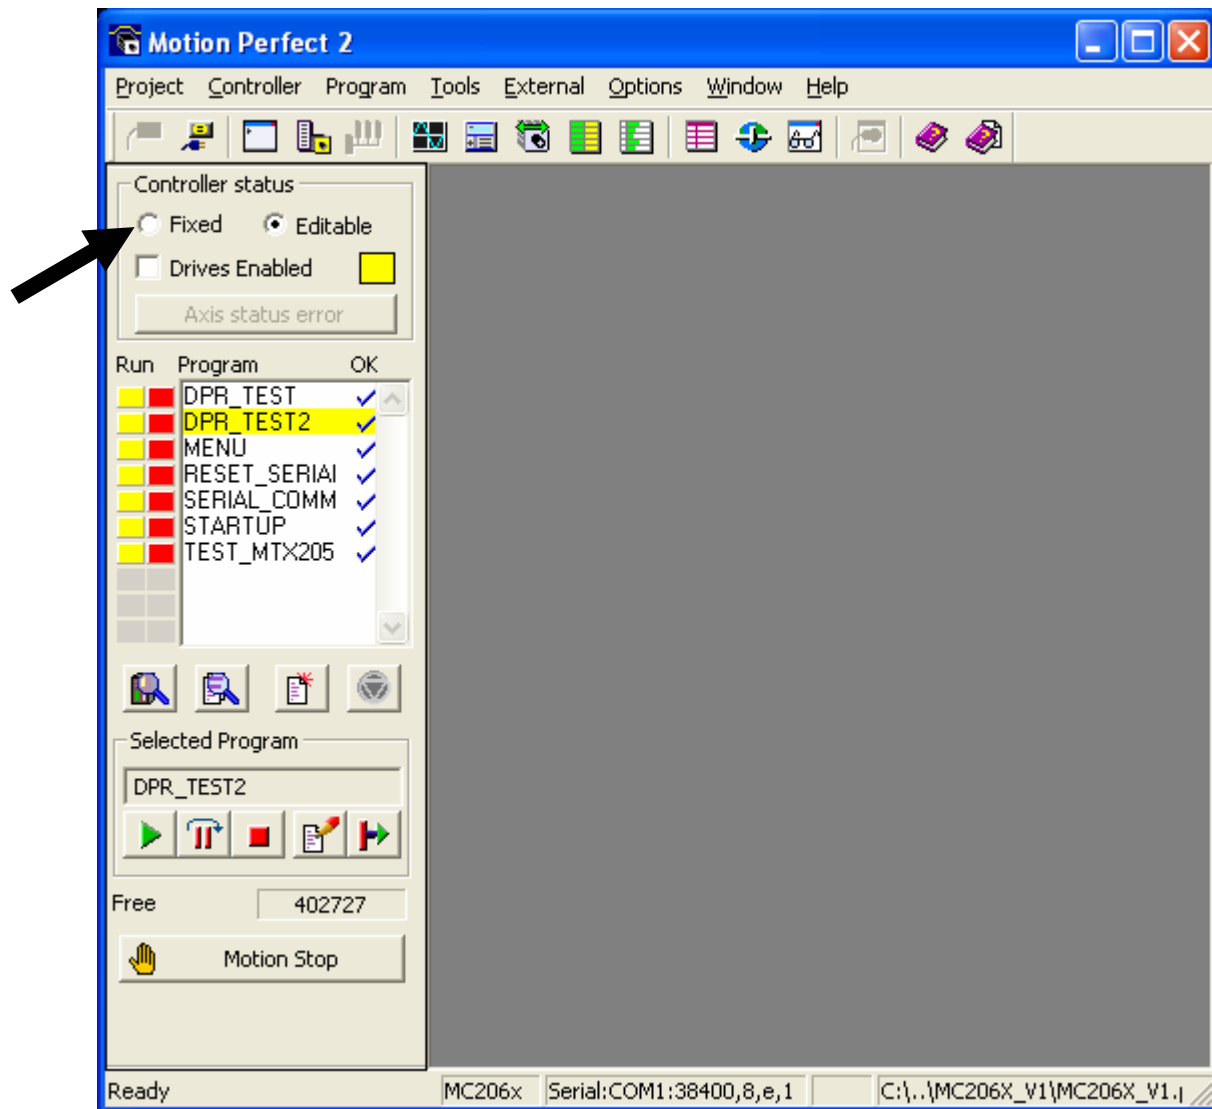 Motion Perfect 2
Project Controller Program Tools External Options Window Help
Controller status
Fixed Editable
Drives Enabled
Axis status error
Run Program OK
DPR_TEST
DPR_TEST2
MENU
RESET_SERIAl
SERIAL_COMM
STARTUP
TEST_MTX205
Selected Program
DPR_TEST2
Free 402727
Motion Stop
Ready MC206x Serial:COM1:38400,8,e,1 C:\..\MC206X_V1\MC206X_V1.p